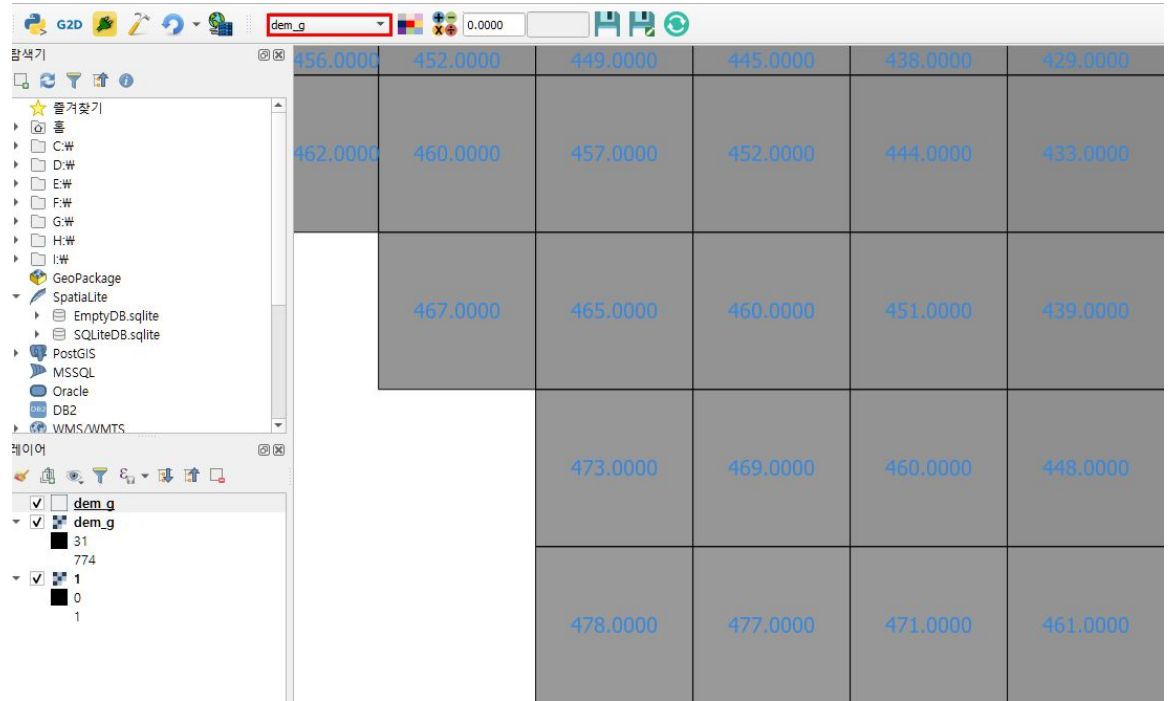 G2D dem_g 0.0000
탐색기
즐겨찾기
홈
C:₩
D:₩
E:₩
F:₩
G:₩
H:₩
I:₩
GeoPackage
SpatiaLite
EmptyDB.sqlite
SQLiteDB.sqlite
PostGIS
MSSQL
Oracle
DB2
WMS/WMTS
레이어
dem_g
dem_g
31
774
1
0
1
456.0000 452.0000 449.0000 445.0000 438.0000 429.0000
462.0000 460.0000 457.0000 452.0000 444.0000 433.0000
467.0000 465.0000 460.0000 451.0000 439.0000
473.0000 469.0000 460.0000 448.0000
478.0000 477.0000 471.0000 461.0000